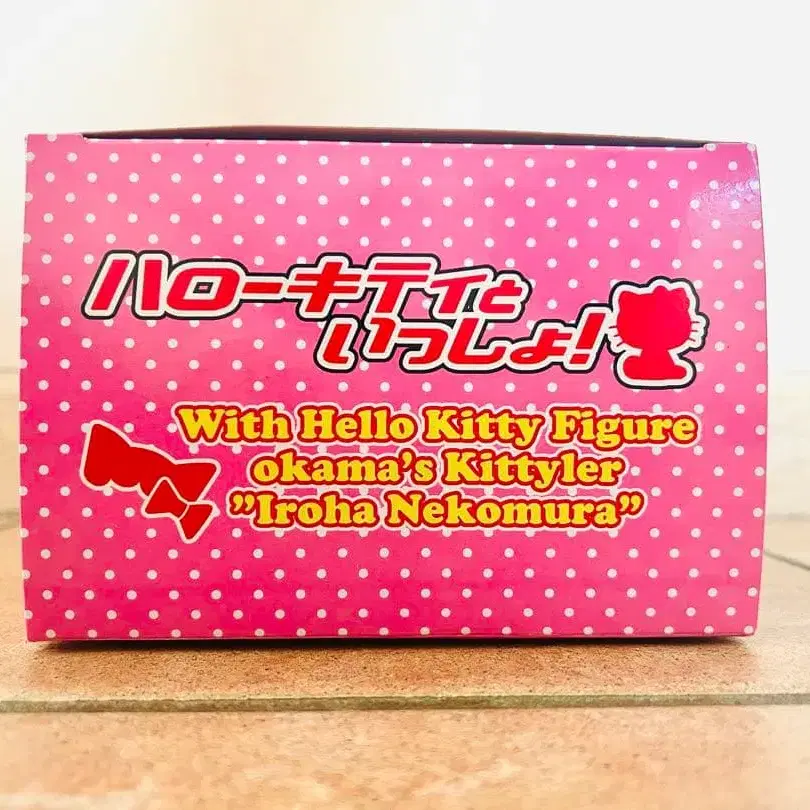 ハローキティと
いっしょ!
With Hello Kitty Figure
okama's Kittyler
"Iroha Nekomura"